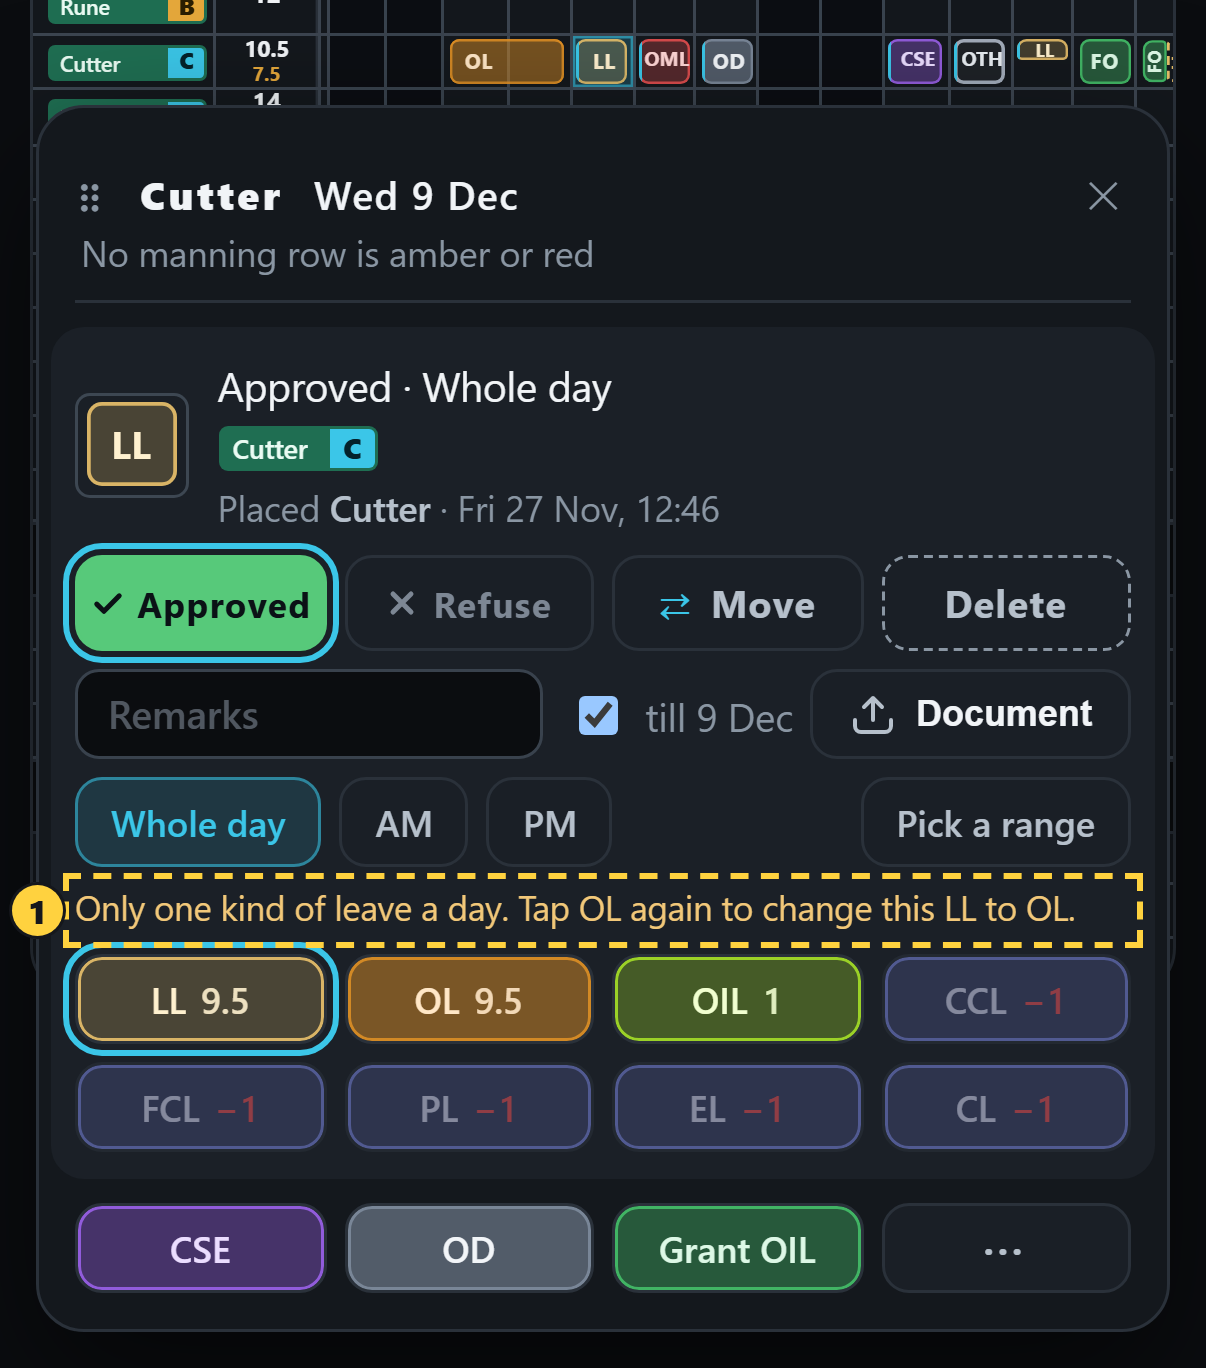 Rune B
Cutter C 10.5 OL LL OML OD CSE OTH LL FO FO
7.5
14
Cutter Wed 9 Dec
No manning row is amber or red
LL
Approved · Whole day
Cutter C
Placed Cutter · Fri 27 Nov, 12:46
Approved Refuse Move Delete
Remarks till 9 Dec Document
Whole day AM PM Pick a range
1 Only one kind of leave a day. Tap OL again to change this LL to OL.
LL 9.5 OL 9.5 OIL 1 CCL −1
FCL −1 PL −1 EL −1 CL −1
CSE OD Grant OIL ...